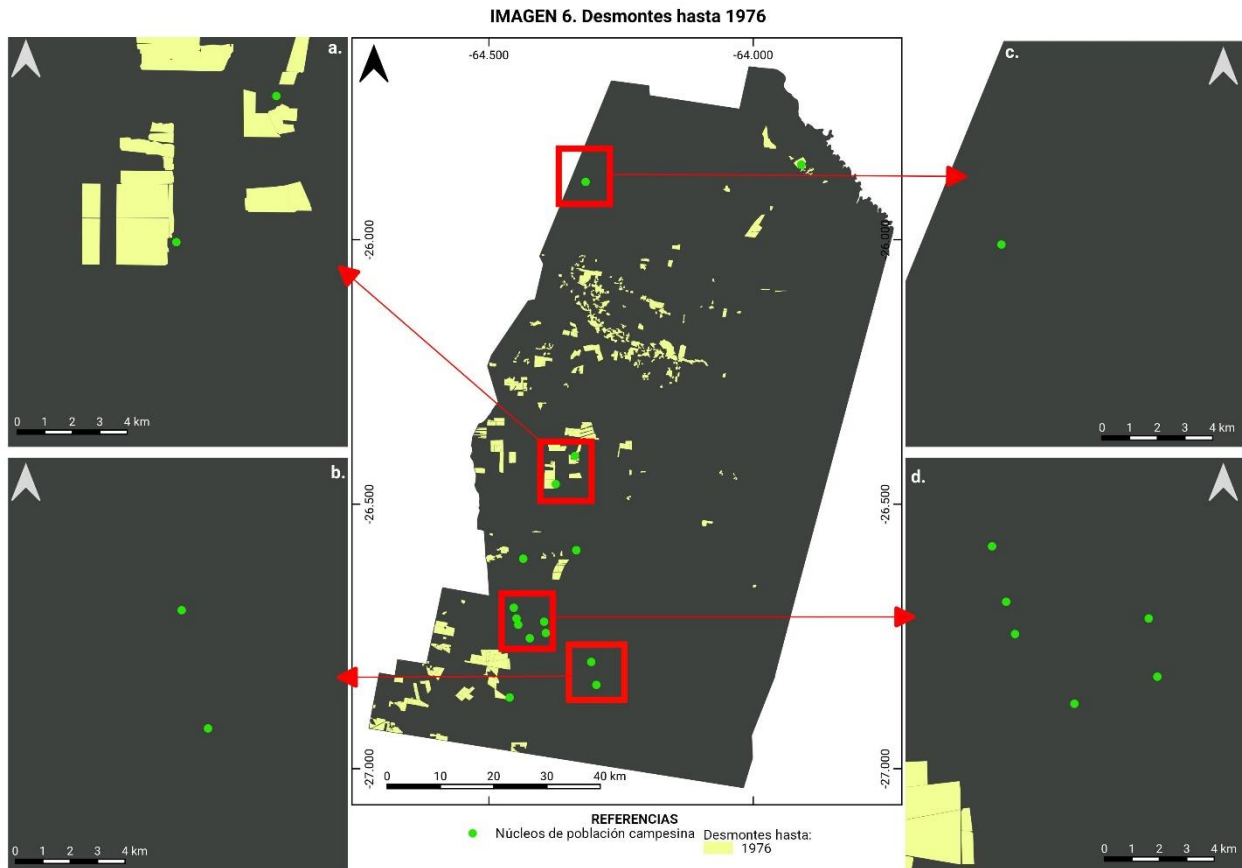 IMAGEN 6. Desmontes hasta 1976
a.
0 1 2 3 4 km
b.
0 1 2 3 4 km
-64.500 -64.000
-26.000 -26.000
-26.500 -26.500
-27.000 -27.000
0 10 20 30 40 km
c.
0 1 2 3 4 km
d.
0 1 2 3 4 km
REFERENCIAS
Núcleos de población campesina
Desmontes hasta:
1976